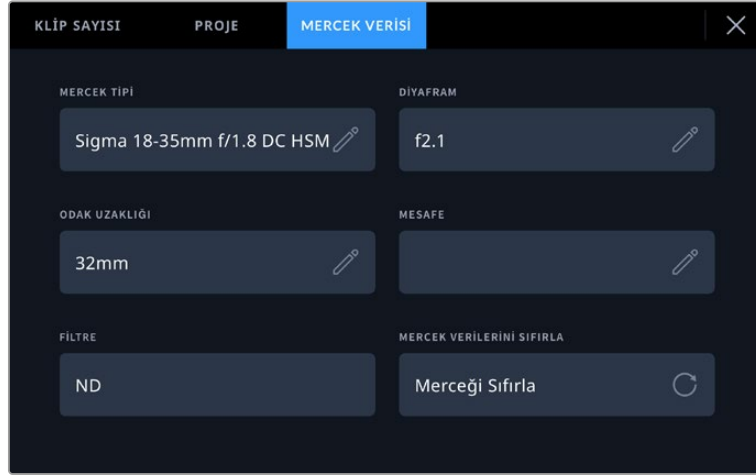 KLİP SAYISI PROJE MERCEK VERİSİ
MERCEK TİPİ DİYAFRAM
Sigma 18-35mm f/1.8 DC HSM f2.1
ODAK UZAKLIĞI MESAFE
32mm
FİLTRE MERCEK VERİLERİNİ SIFIRLA
ND Merceği Sıfırla